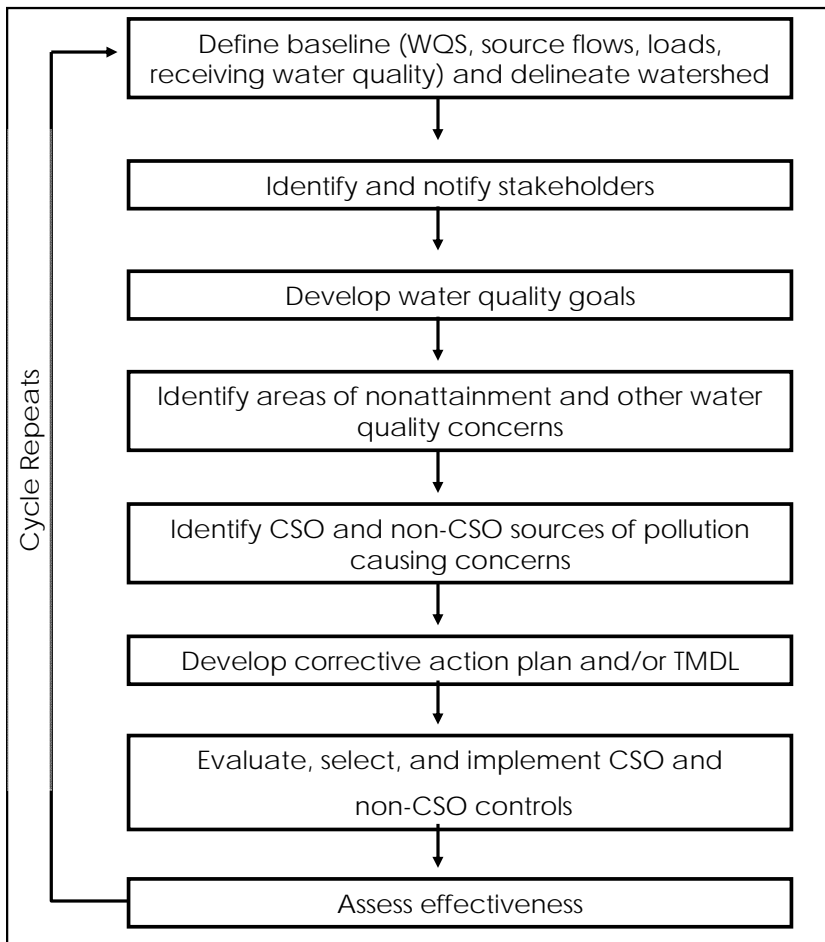 Define baseline (WQS, source flows, loads,
receiving water quality) and delineate watershed
Identify and notify stakeholders
Develop water quality goals
Identify areas of nonattainment and other water
quality concerns
Identify CSO and non-CSO sources of pollution
causing concerns
Develop corrective action plan and/or TMDL
Evaluate, select, and implement CSO and
non-CSO controls
Assess effectiveness
Cycle Repeats